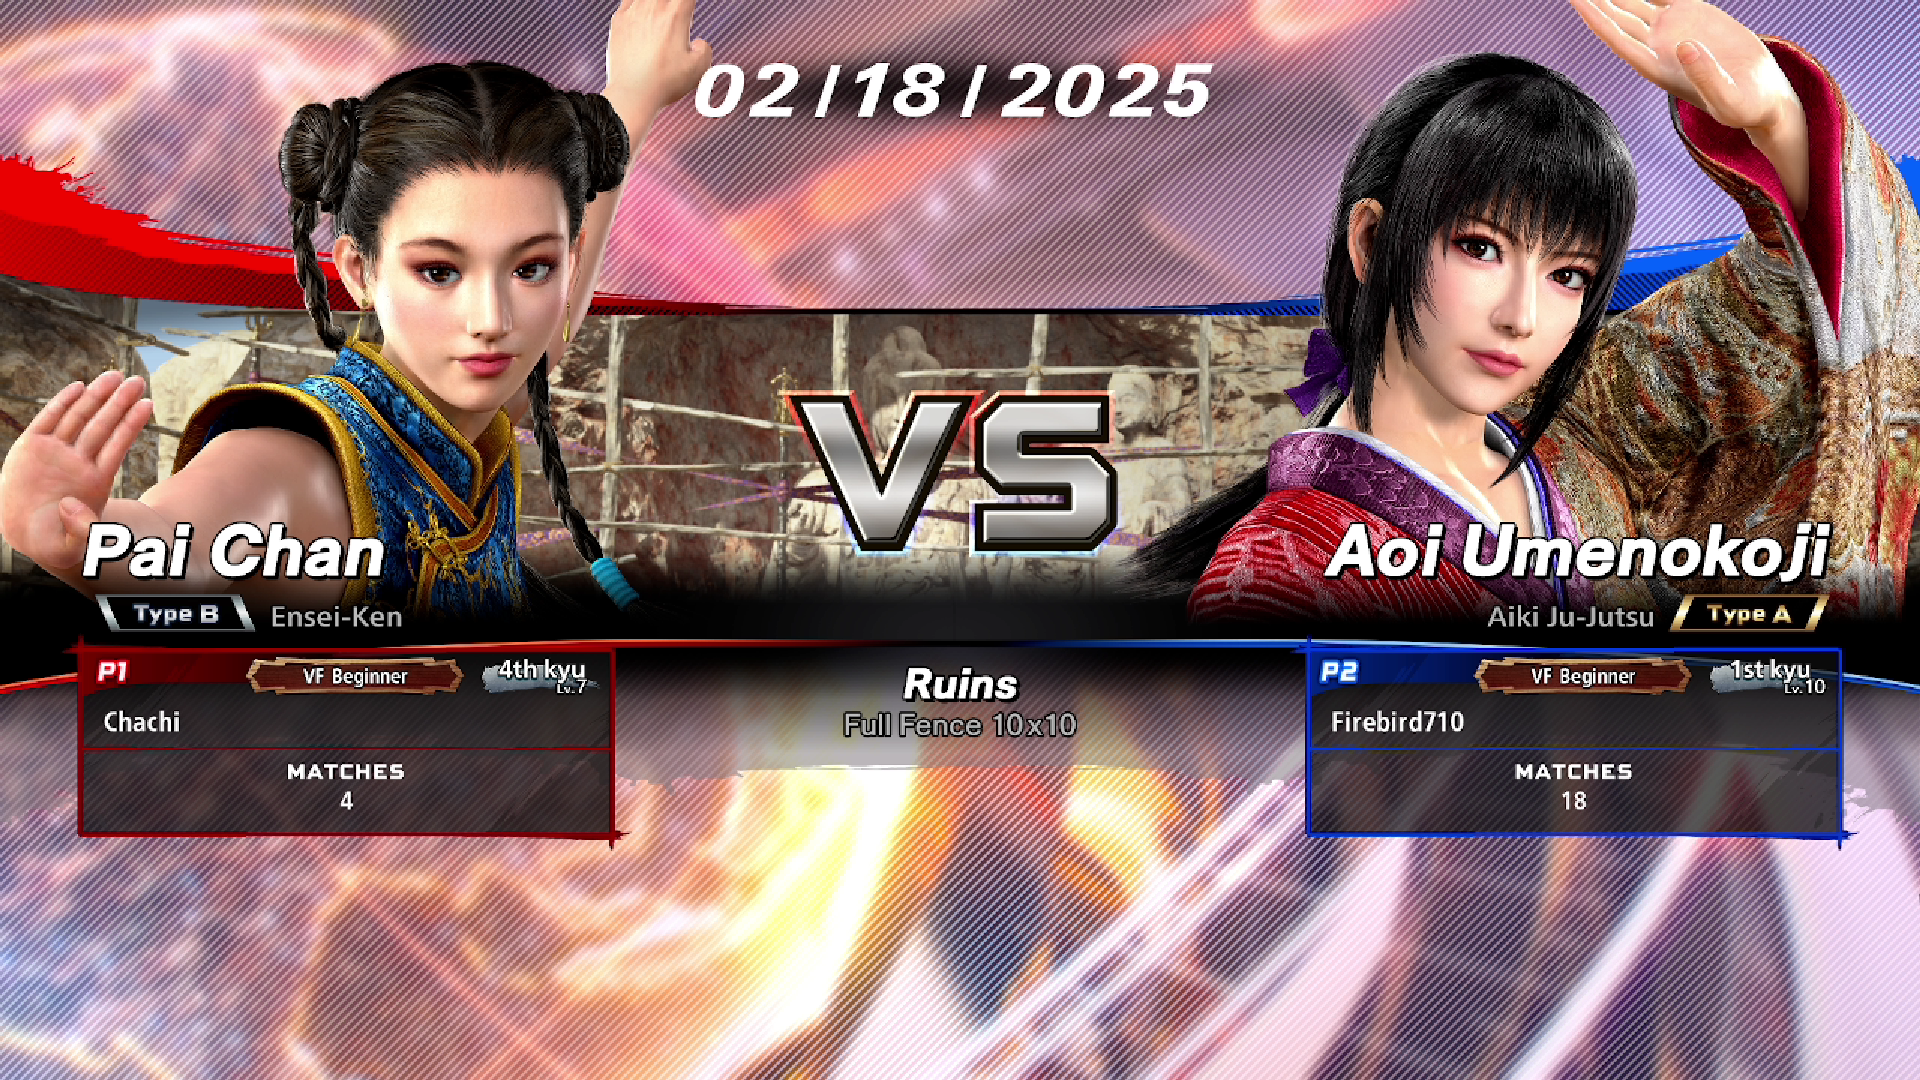 02/18/2025
VS
Pai Chan
Type B Ensei-Ken
Aoi Umenokoji
Aiki Ju-Jutsu Type A
P1 VF Beginner 4th kyu
Lv.7
Chachi
MATCHES
4
Ruins
Full Fence 10x10
P2 VF Beginner 1st kyu
Lv.10
Firebird710
MATCHES
18